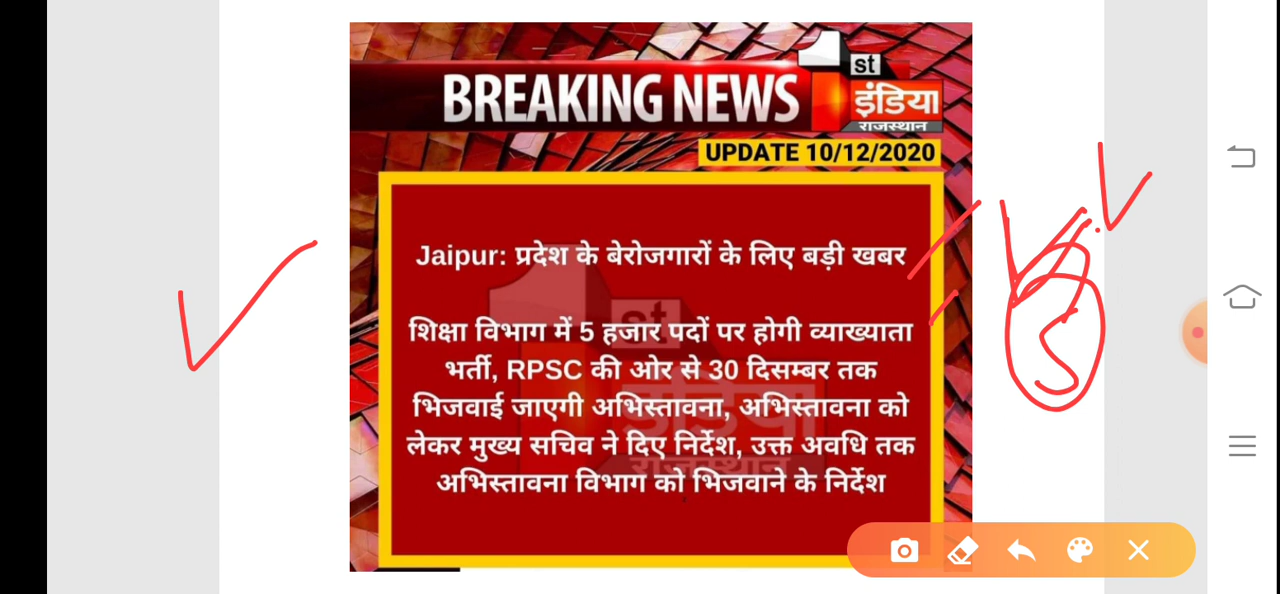 BREAKING NEWS
1st
इंडिया
राजस्थान
UPDATE 10/12/2020
Jaipur: प्रदेश के बेरोजगारों के लिए बड़ी खबर
शिक्षा विभाग में 5 हजार पदों पर होगी व्याख्याता
भर्ती, RPSC की ओर से 30 दिसम्बर तक
भिजवाई जाएगी अभिस्तावना, अभिस्तावना को
लेकर मुख्य सचिव ने दिए निर्देश, उक्त अवधि तक
अभिस्तावना विभाग को भिजवाने के निर्देश